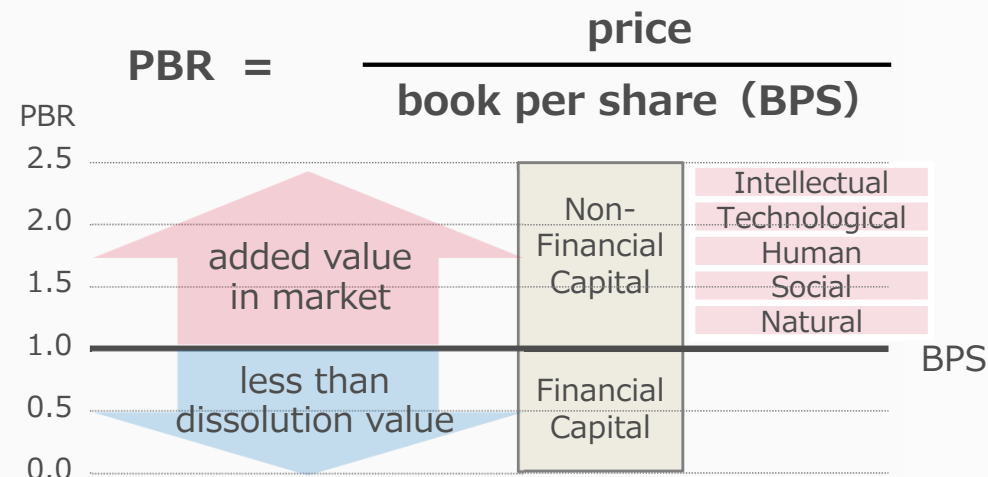 PBR =
price
book per share（BPS）
PBR
2.5
2.0
1.5
1.0
0.5
0.0
added value
in market
less than
dissolution value
Non-
Financial
Capital
Financial
Capital
Intellectual
Technological
Human
Social
Natural
BPS